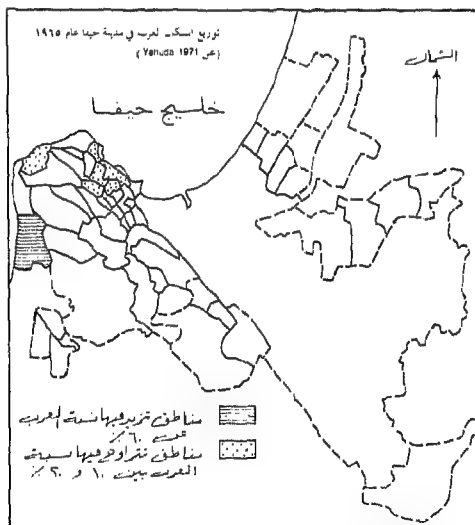 توزيع السكان العرب في مدينة حيفا عام ١٩٦٥
(عن Yehuda 1971)
الشمال
خليج حيفا
مناطق تزيد فيها نسبة العرب
عن ٦٠٪
مناطق تتراوح فيها نسبة
العرب بين ١٠ و ٢٠٪